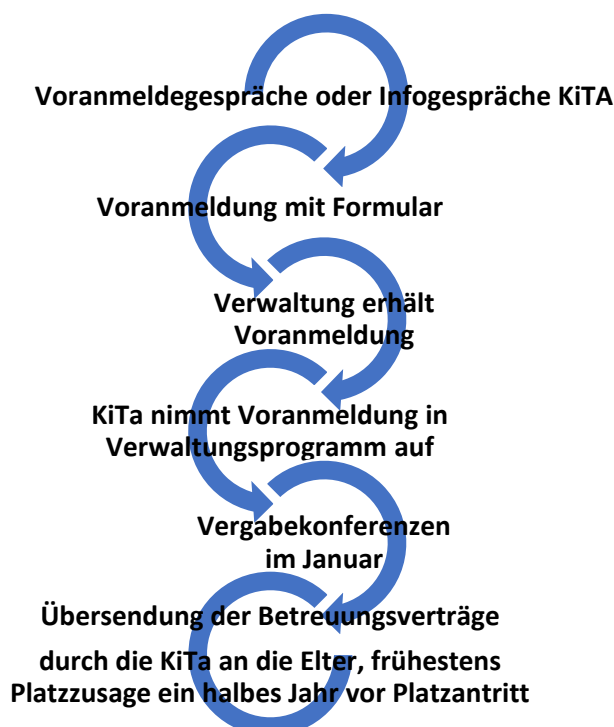 Voranmeldegespräche oder Infogespräche KiTA
Voranmeldung mit Formular
Verwaltung erhält
Voranmeldung
KiTa nimmt Voranmeldung in
Verwaltungsprogramm auf
Vergabekonferenzen
im Januar
Übersendung der Betreuungsverträge
durch die KiTa an die Elter, frühestens
Platzzusage ein halbes Jahr vor Platzantritt